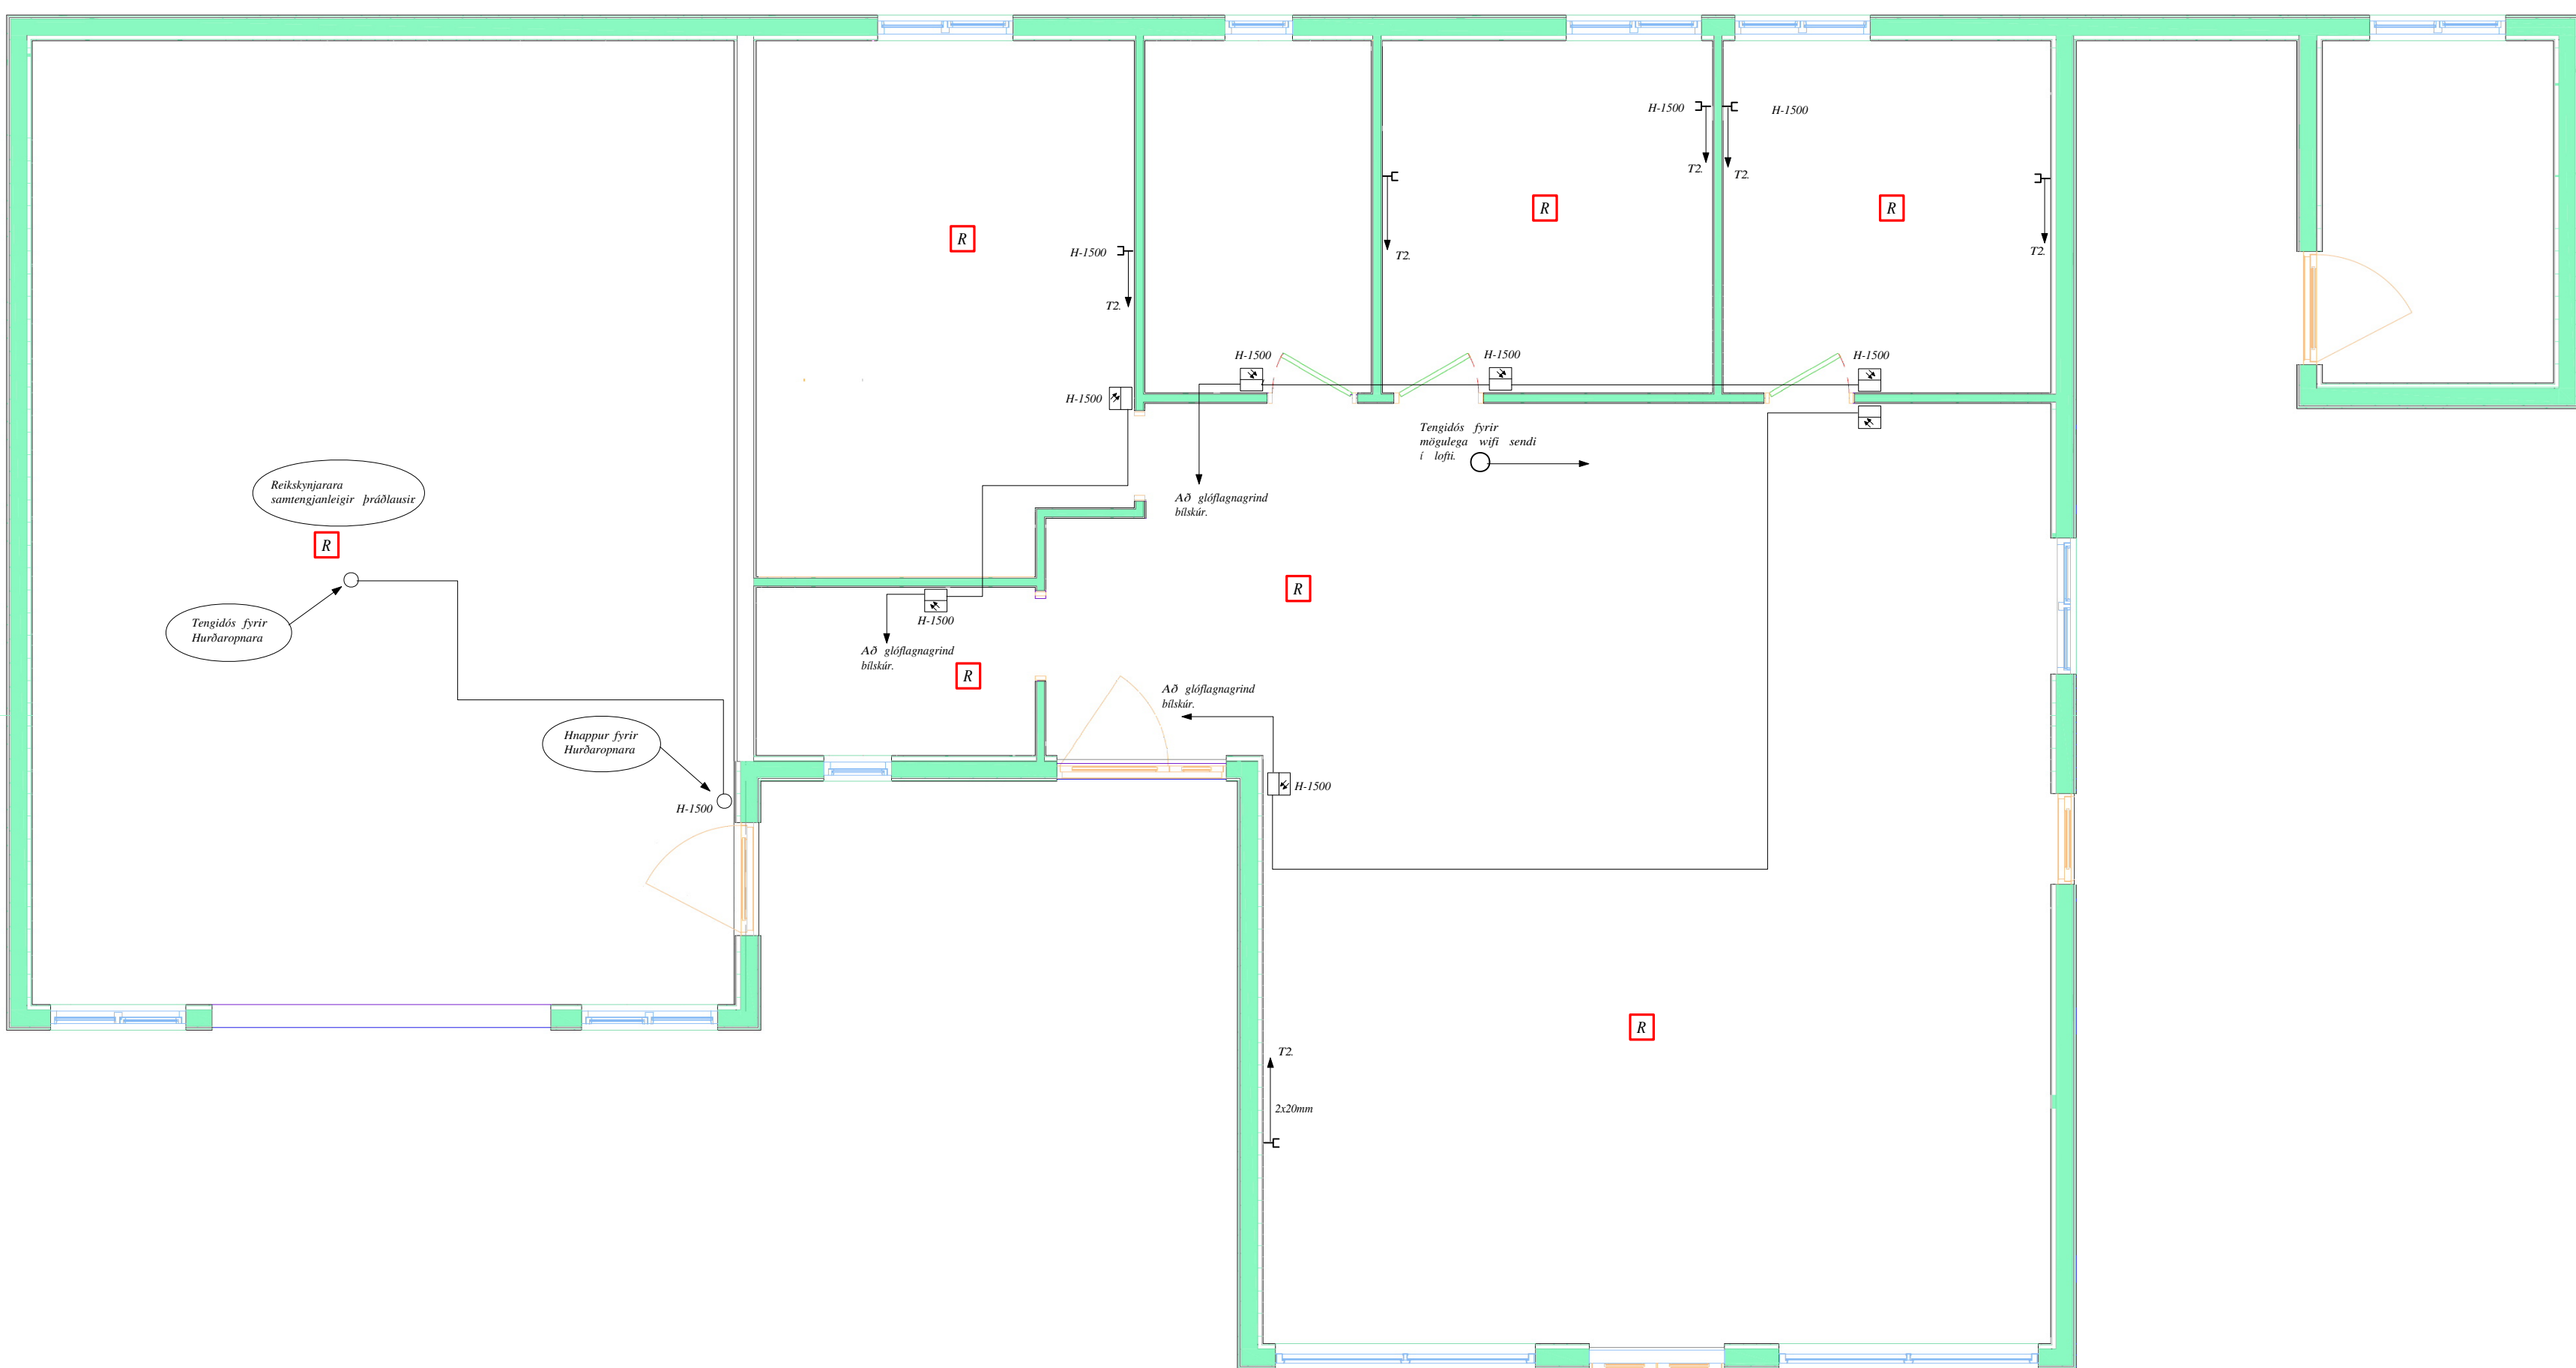 H-1500
H-1500
T2.
T2.
R
R
R
H-1500
T2.
T2.
T2.
H-1500
H-1500
H-1500
H-1500
Tengidós fyrir
mögulega wifi sendi
í lofti.
Reikskynjarara
samtengjanleigir þráðlausir.
Að glóflagnagrind
bílskúr.
R
R
Tengidós fyrir
Hurðaropnara
H-1500
Að glóflagnagrind
bílskúr.
R
Að glóflagnagrind
bílskúr.
Hnappur fyrir
Hurðaropnara
H-1500
H-1500
R
T2.
2x20mm